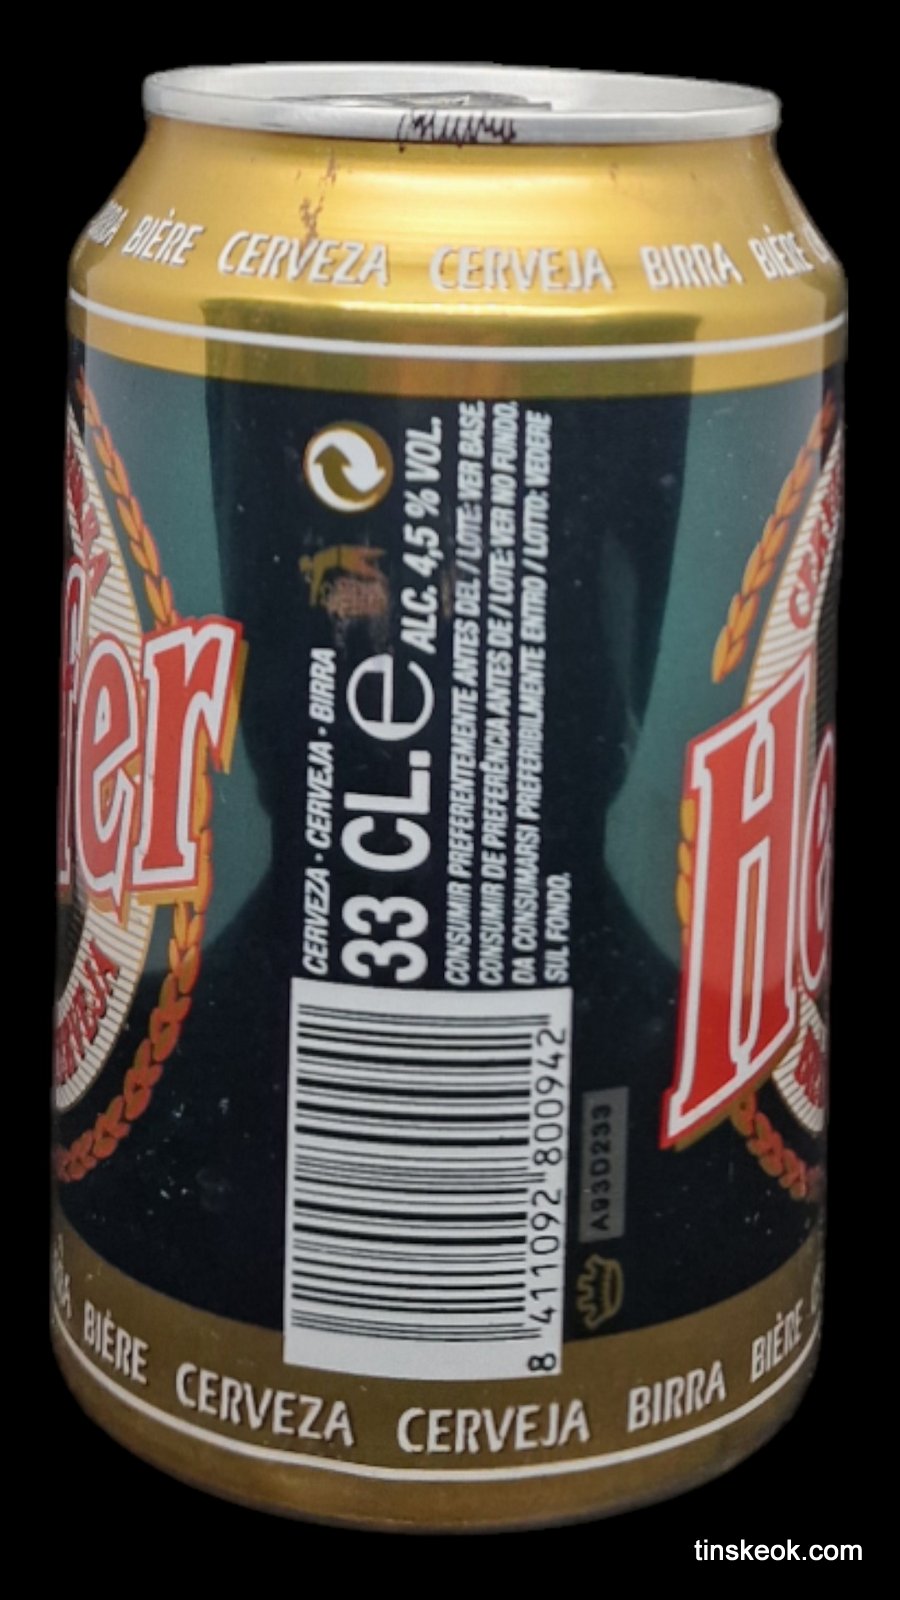 BIÈRE CERVEZA CERVEJA BIRRA BIÈRE
CERVEZA · CERVEJA · BIRRA
33 CL. e ALC. 4,5 % VOL.
CONSUMIR PREFERENTEMENTE ANTES DEL / LOTE: VER BASE.
CONSUMIR DE PREFERÊNCIA ANTES DE / LOTE: VER NO FUNDO.
DA CONSUMARSI PREFERIBILMENTE ENTRO / LOTTO: VEDERE
SUL FONDO.
fer
He
8 411092 800942
A93D233
BIÈRE CERVEZA CERVEJA BIRRA BIÈRE
tinskeok.com